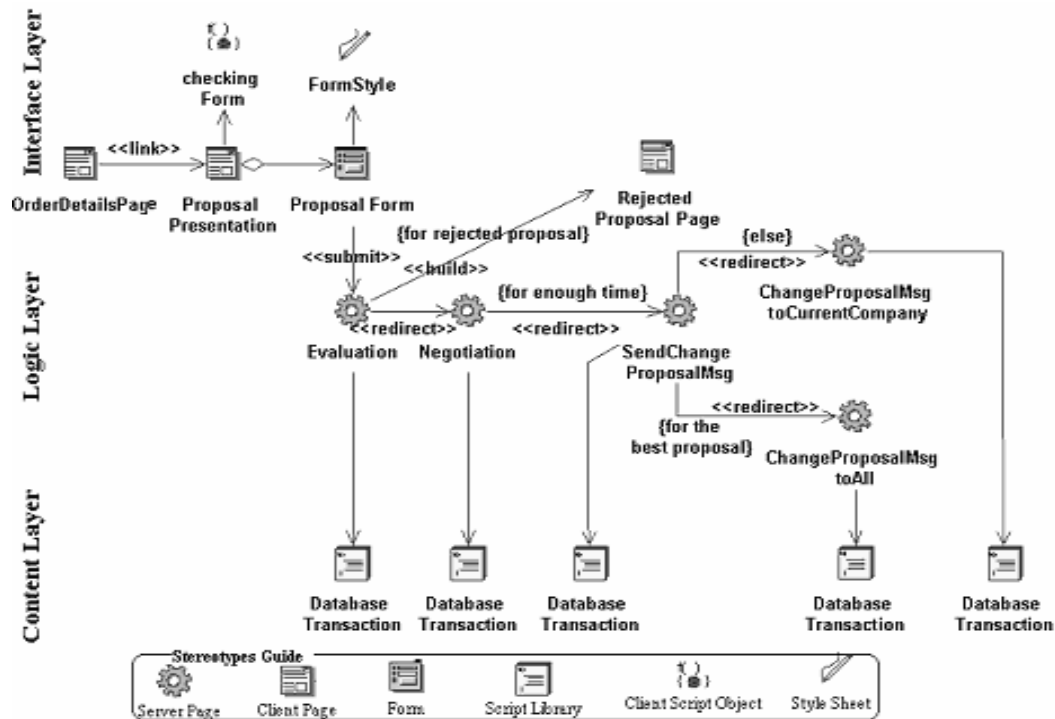 Interface Layer
checking
Form
FormStyle
<<link>>
OrderDetailsPage
Proposal
Presentation
Proposal Form
Rejected
Proposal Page
{for rejected proposal}
<<submit>>
<<build>>
{else}
<<redirect>>
Logic Layer
{for enough time}
<<redirect>>
<<redirect>>
Evaluation
Negotiation
SendChange
ProposalMsg
ChangeProposalMsg
toCurrentCompany
<<redirect>>
{for the
best proposal}
ChangeProposalMsg
toAll
Content Layer
Database
Transaction
Database
Transaction
Database
Transaction
Database
Transaction
Database
Transaction
Stereotypes Guide
Server Page
Client Page
Form
Script Library
Client Script Object
Style Sheet